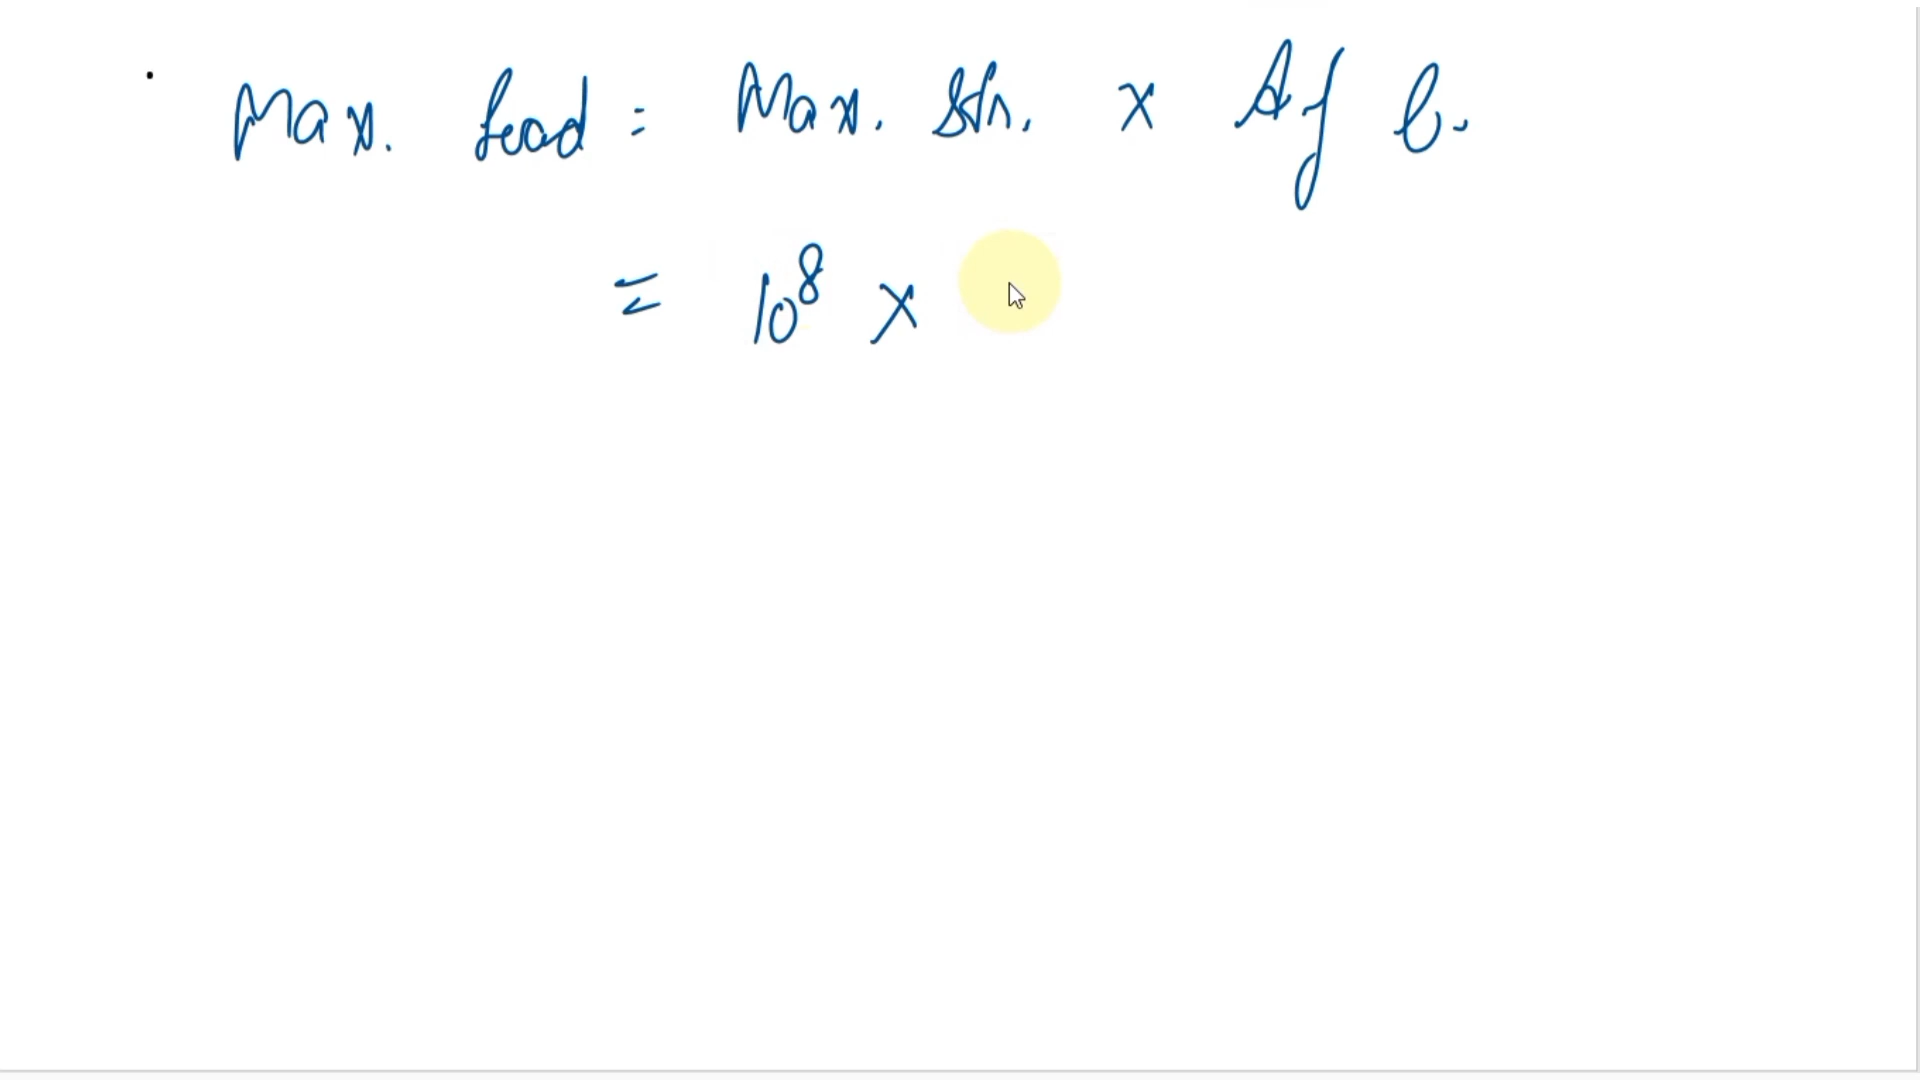 Max. load = Max. Str. x A of C.
= 10⁸ x